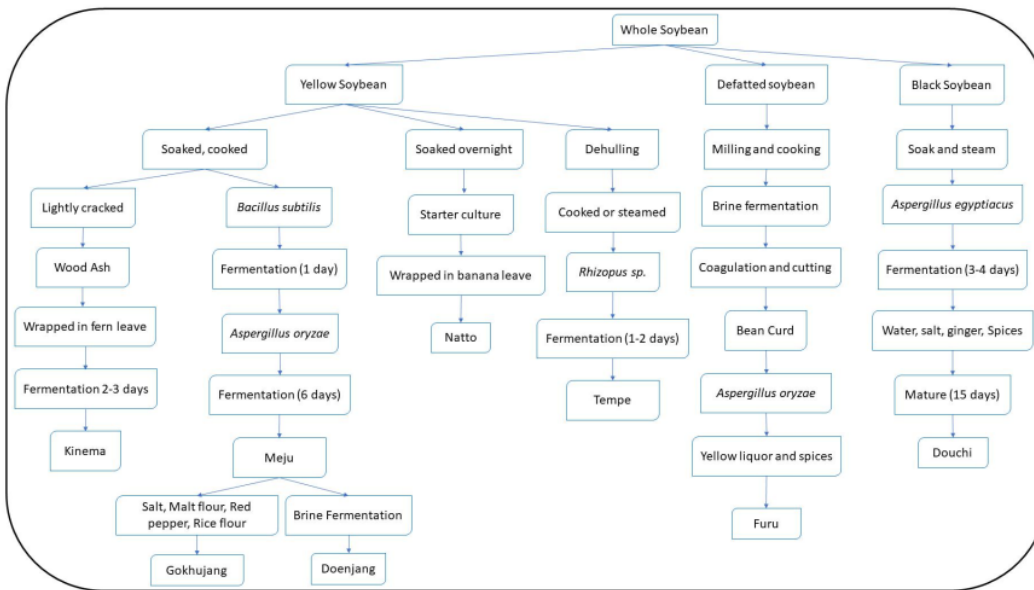 Whole Soybean
Yellow Soybean
Defatted soybean
Black Soybean
Soaked, cooked
Soaked overnight
Dehulling
Milling and cooking
Soak and steam
Lightly cracked
Bacillus subtilis
Starter culture
Cooked or steamed
Brine fermentation
Aspergillus egyptiacus
Wood Ash
Fermentation (1 day)
Wrapped in banana leave
Rhizopus sp.
Coagulation and cutting
Fermentation (3-4 days)
Wrapped in fern leave
Aspergillus oryzae
Natto
Fermentation (1-2 days)
Bean Curd
Water, salt, ginger, Spices
Fermentation 2-3 days
Fermentation (6 days)
Tempe
Aspergillus oryzae
Mature (15 days)
Kinema
Meju
Yellow liquor and spices
Douchi
Salt, Malt flour, Red
pepper, Rice flour
Brine Fermentation
Furu
Gokhujang
Doenjang